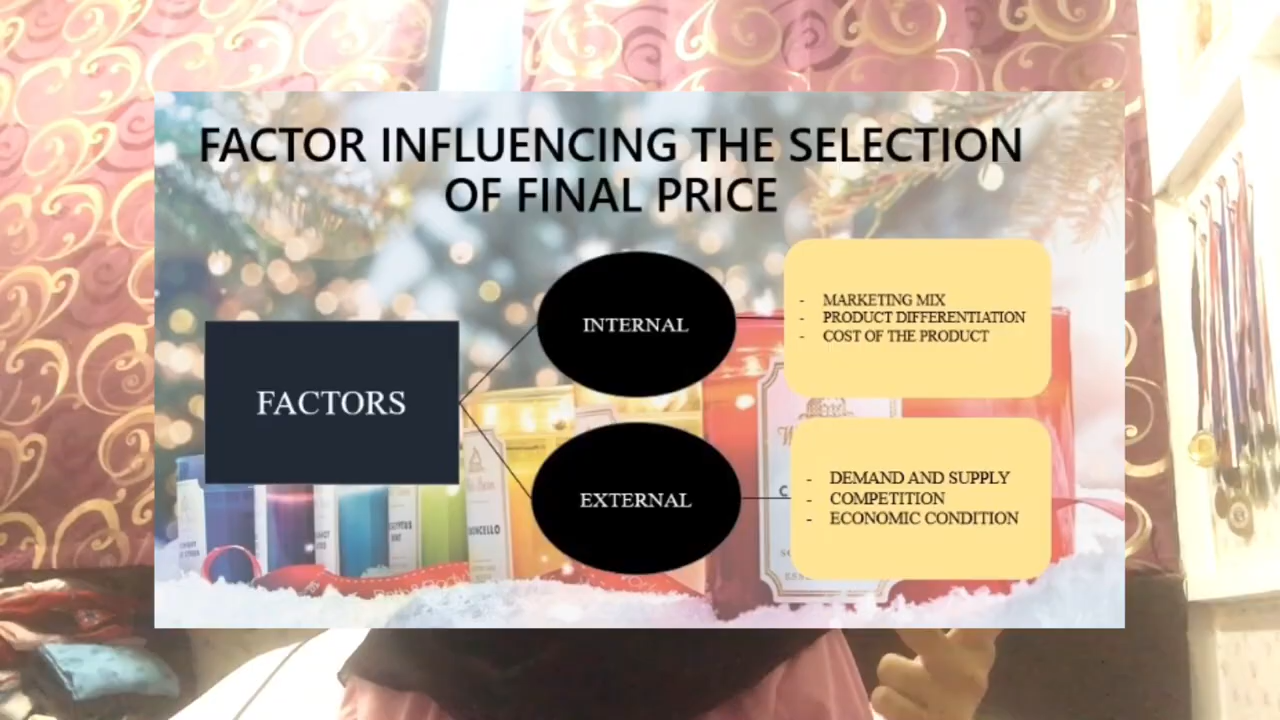 FACTOR INFLUENCING THE SELECTION
OF FINAL PRICE
FACTORS
INTERNAL
- MARKETING MIX
- PRODUCT DIFFERENTIATION
- COST OF THE PRODUCT
EXTERNAL
- DEMAND AND SUPPLY
- COMPETITION
- ECONOMIC CONDITION